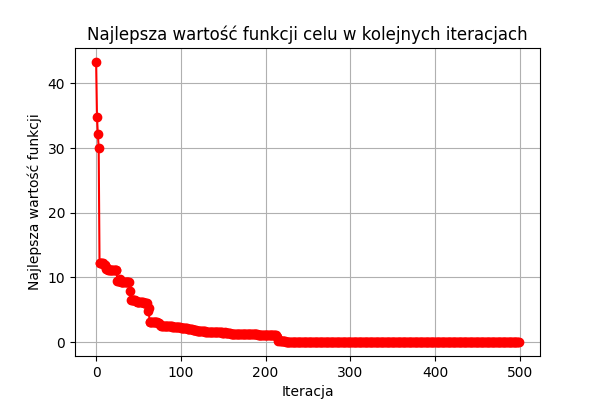 Najlepsza wartość funkcji celu w kolejnych iteracjach
Najlepsza wartość funkcji
40
30
20
10
0
0 100 200 300 400 500
Iteracja